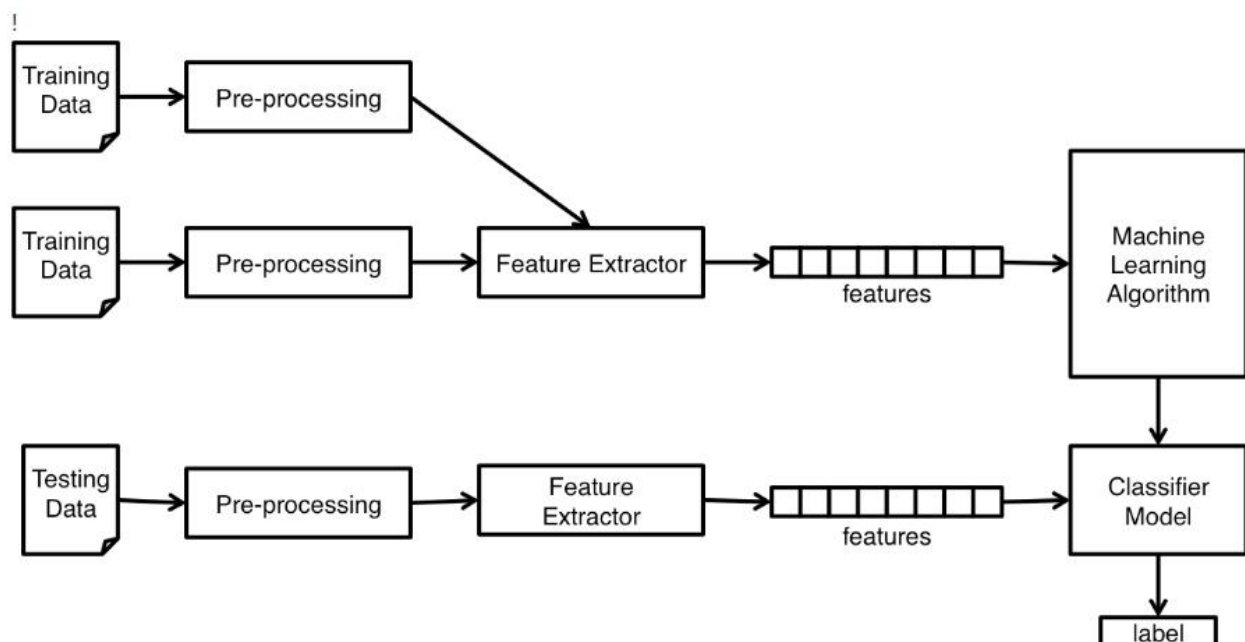 !
Training
Data
Pre-processing
Training
Data
Pre-processing
Feature Extractor
features
Machine
Learning
Algorithm
Testing
Data
Pre-processing
Feature
Extractor
features
Classifier
Model
label